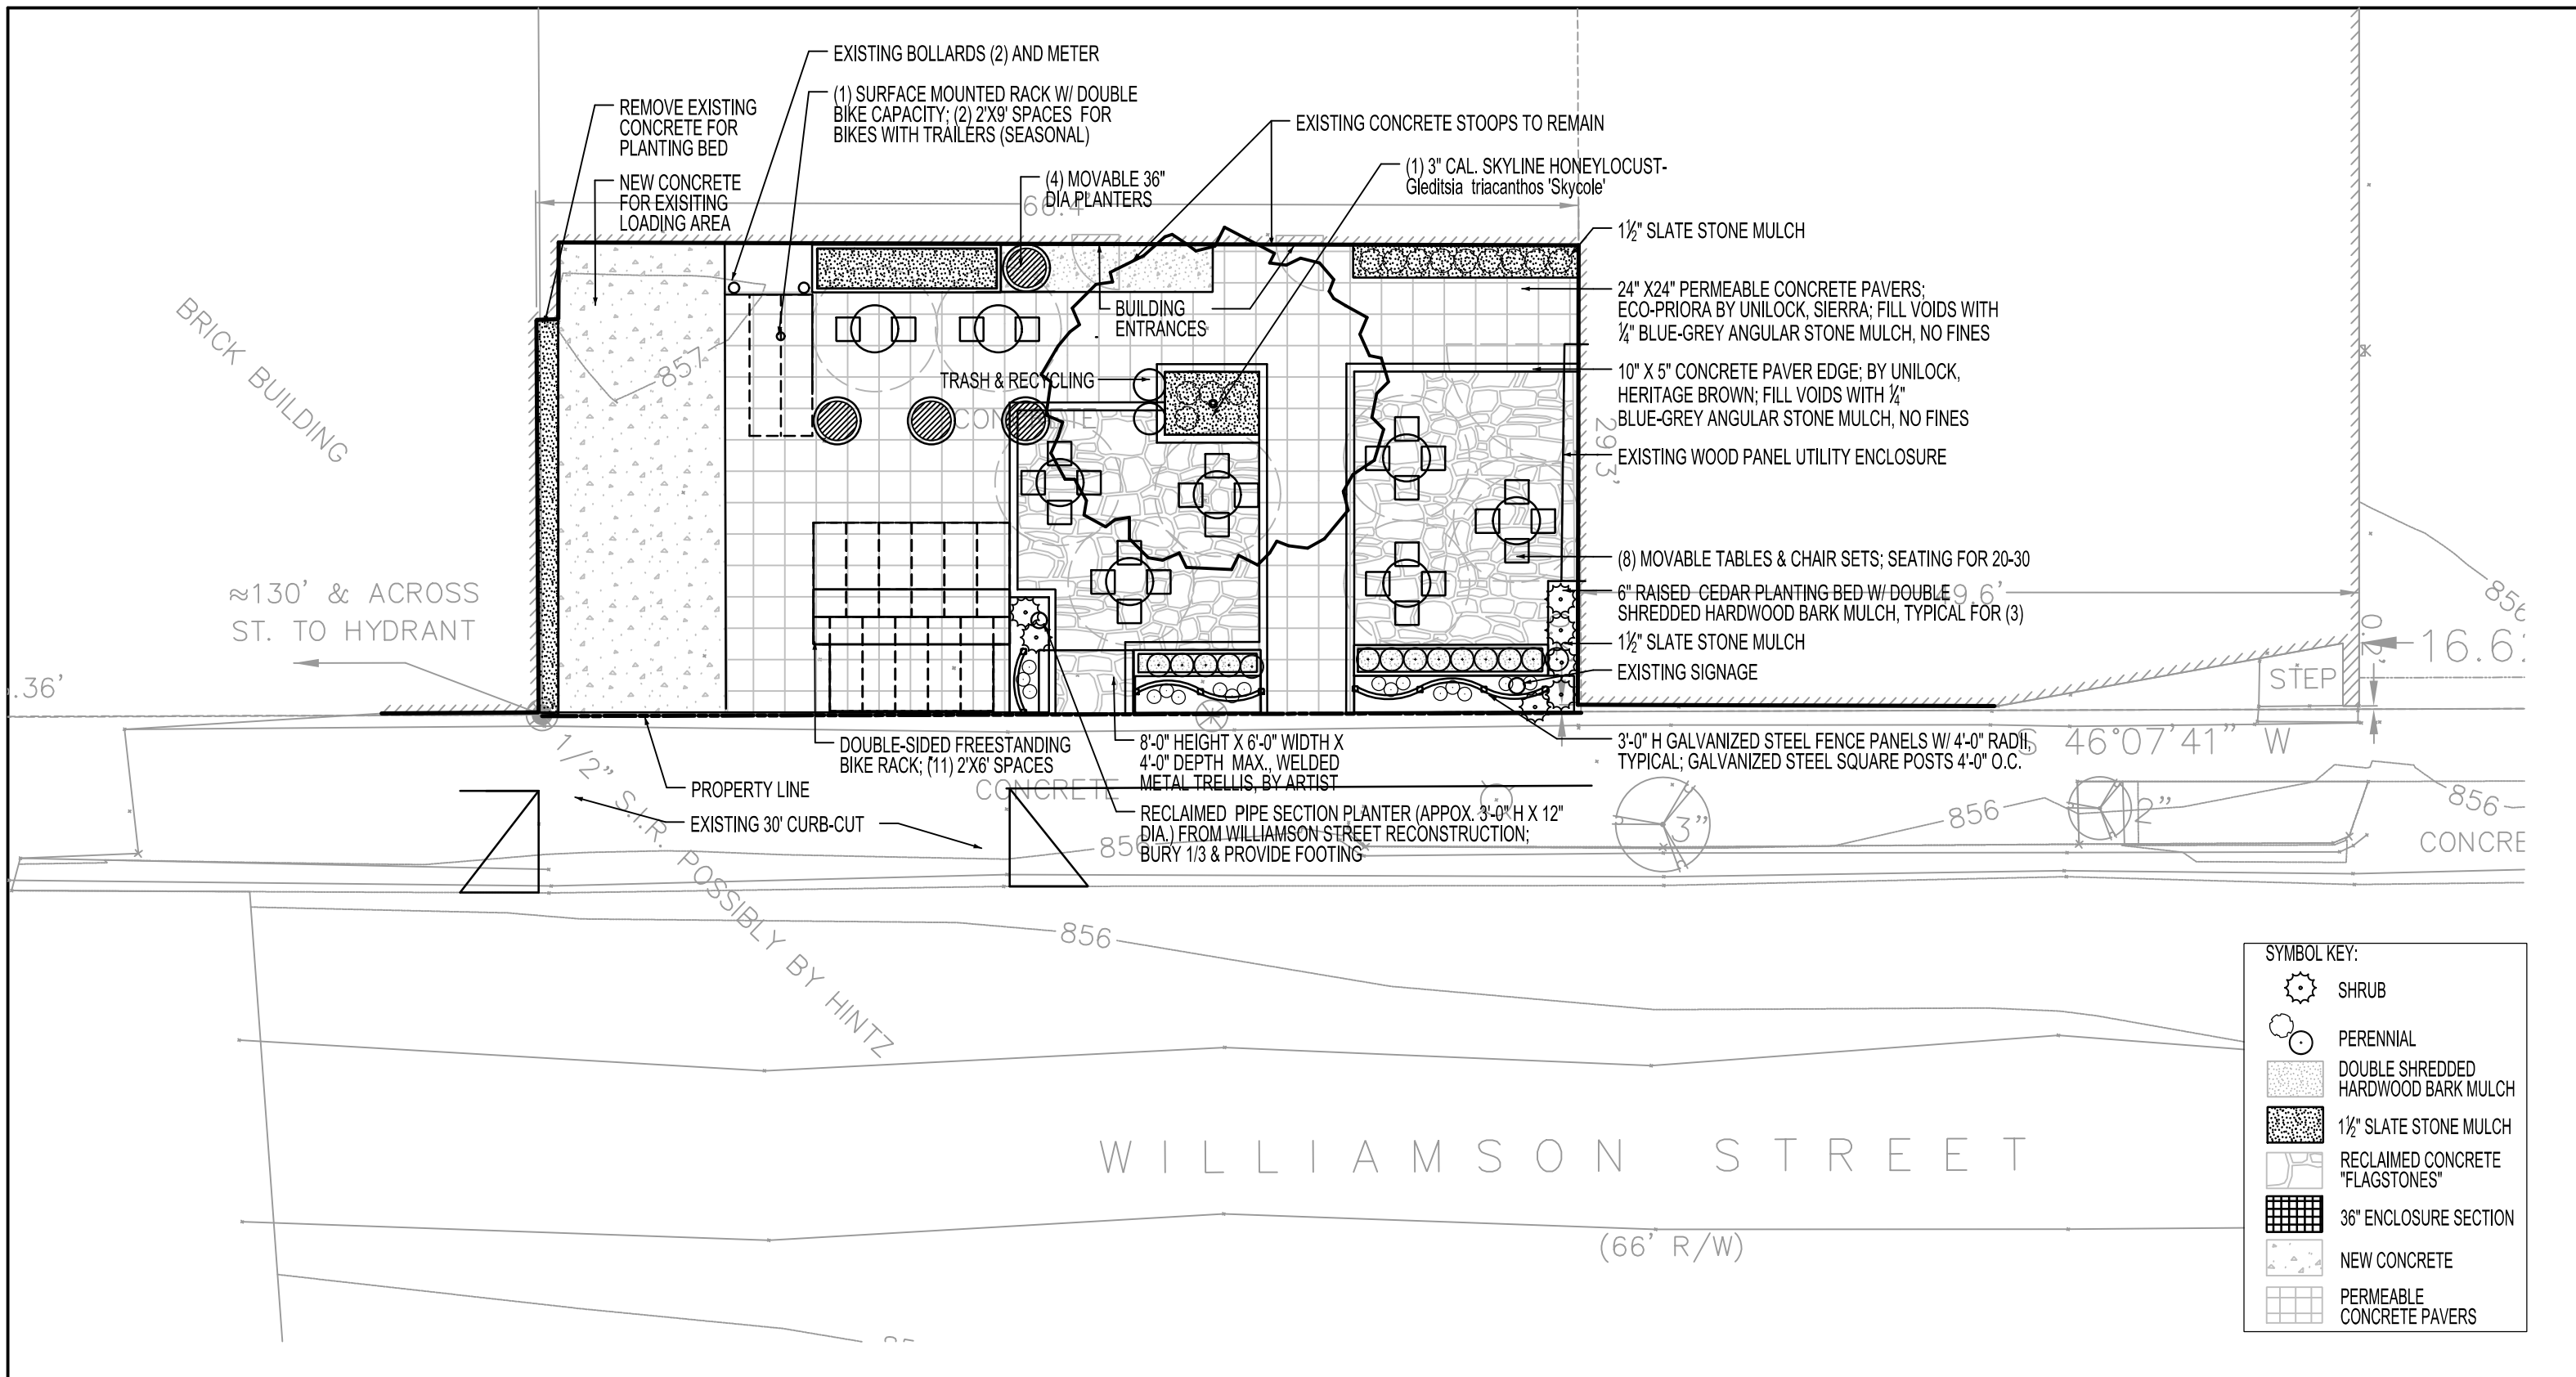 EXISTING BOLLARDS (2) AND METER
(1) SURFACE MOUNTED RACK W/ DOUBLE
BIKE CAPACITY; (2) 2'X9' SPACES FOR
BIKES WITH TRAILERS (SEASONAL)
REMOVE EXISTING
CONCRETE FOR
PLANTING BED
NEW CONCRETE
FOR EXISITING
LOADING AREA
(4) MOVABLE 36"
DIA PLANTERS
66.4'
EXISTING CONCRETE STOOPS TO REMAIN
(1) 3" CAL. SKYLINE HONEYLOCUST-
Gleditsia triacanthos 'Skycole'
1½" SLATE STONE MULCH
24" X24" PERMEABLE CONCRETE PAVERS;
ECO-PRIORA BY UNILOCK, SIERRA; FILL VOIDS WITH
¼" BLUE-GREY ANGULAR STONE MULCH, NO FINES
10" X 5" CONCRETE PAVER EDGE; BY UNILOCK,
HERITAGE BROWN; FILL VOIDS WITH ¼"
BLUE-GREY ANGULAR STONE MULCH, NO FINES
EXISTING WOOD PANEL UTILITY ENCLOSURE
(8) MOVABLE TABLES & CHAIR SETS; SEATING FOR 20-30
6" RAISED CEDAR PLANTING BED W/ DOUBLE
SHREDDED HARDWOOD BARK MULCH, TYPICAL FOR (3)
1½" SLATE STONE MULCH
EXISTING SIGNAGE
3'-0" H GALVANIZED STEEL FENCE PANELS W/ 4'-0" RADII,
TYPICAL; GALVANIZED STEEL SQUARE POSTS 4'-0" O.C.
BUILDING
ENTRANCES
TRASH & RECYCLING
CONCRETE
BRICK BUILDING
857
29.3'
49.6'
≈130' & ACROSS
ST. TO HYDRANT
.36'
0.2'
16.6
STEP
S 46°07'41" W
DOUBLE-SIDED FREESTANDING
BIKE RACK; (11) 2'X6' SPACES
8'-0" HEIGHT X 6'-0" WIDTH X
4'-0" DEPTH MAX., WELDED
METAL TRELLIS, BY ARTIST
RECLAIMED PIPE SECTION PLANTER (APPOX. 3'-0" H X 12"
DIA.) FROM WILLIAMSON STREET RECONSTRUCTION;
BURY 1/3 & PROVIDE FOOTING
PROPERTY LINE
EXISTING 30' CURB-CUT
1/2" S.I.R. POSSIBLY BY HINTZ
CONCRETE
856
3"
2"
856
856
856
CONCRE
856
WILLIAMSON STREET
(66' R/W)
SYMBOL KEY:
SHRUB
PERENNIAL
DOUBLE SHREDDED
HARDWOOD BARK MULCH
1½" SLATE STONE MULCH
RECLAIMED CONCRETE
"FLAGSTONES"
36" ENCLOSURE SECTION
NEW CONCRETE
PERMEABLE
CONCRETE PAVERS